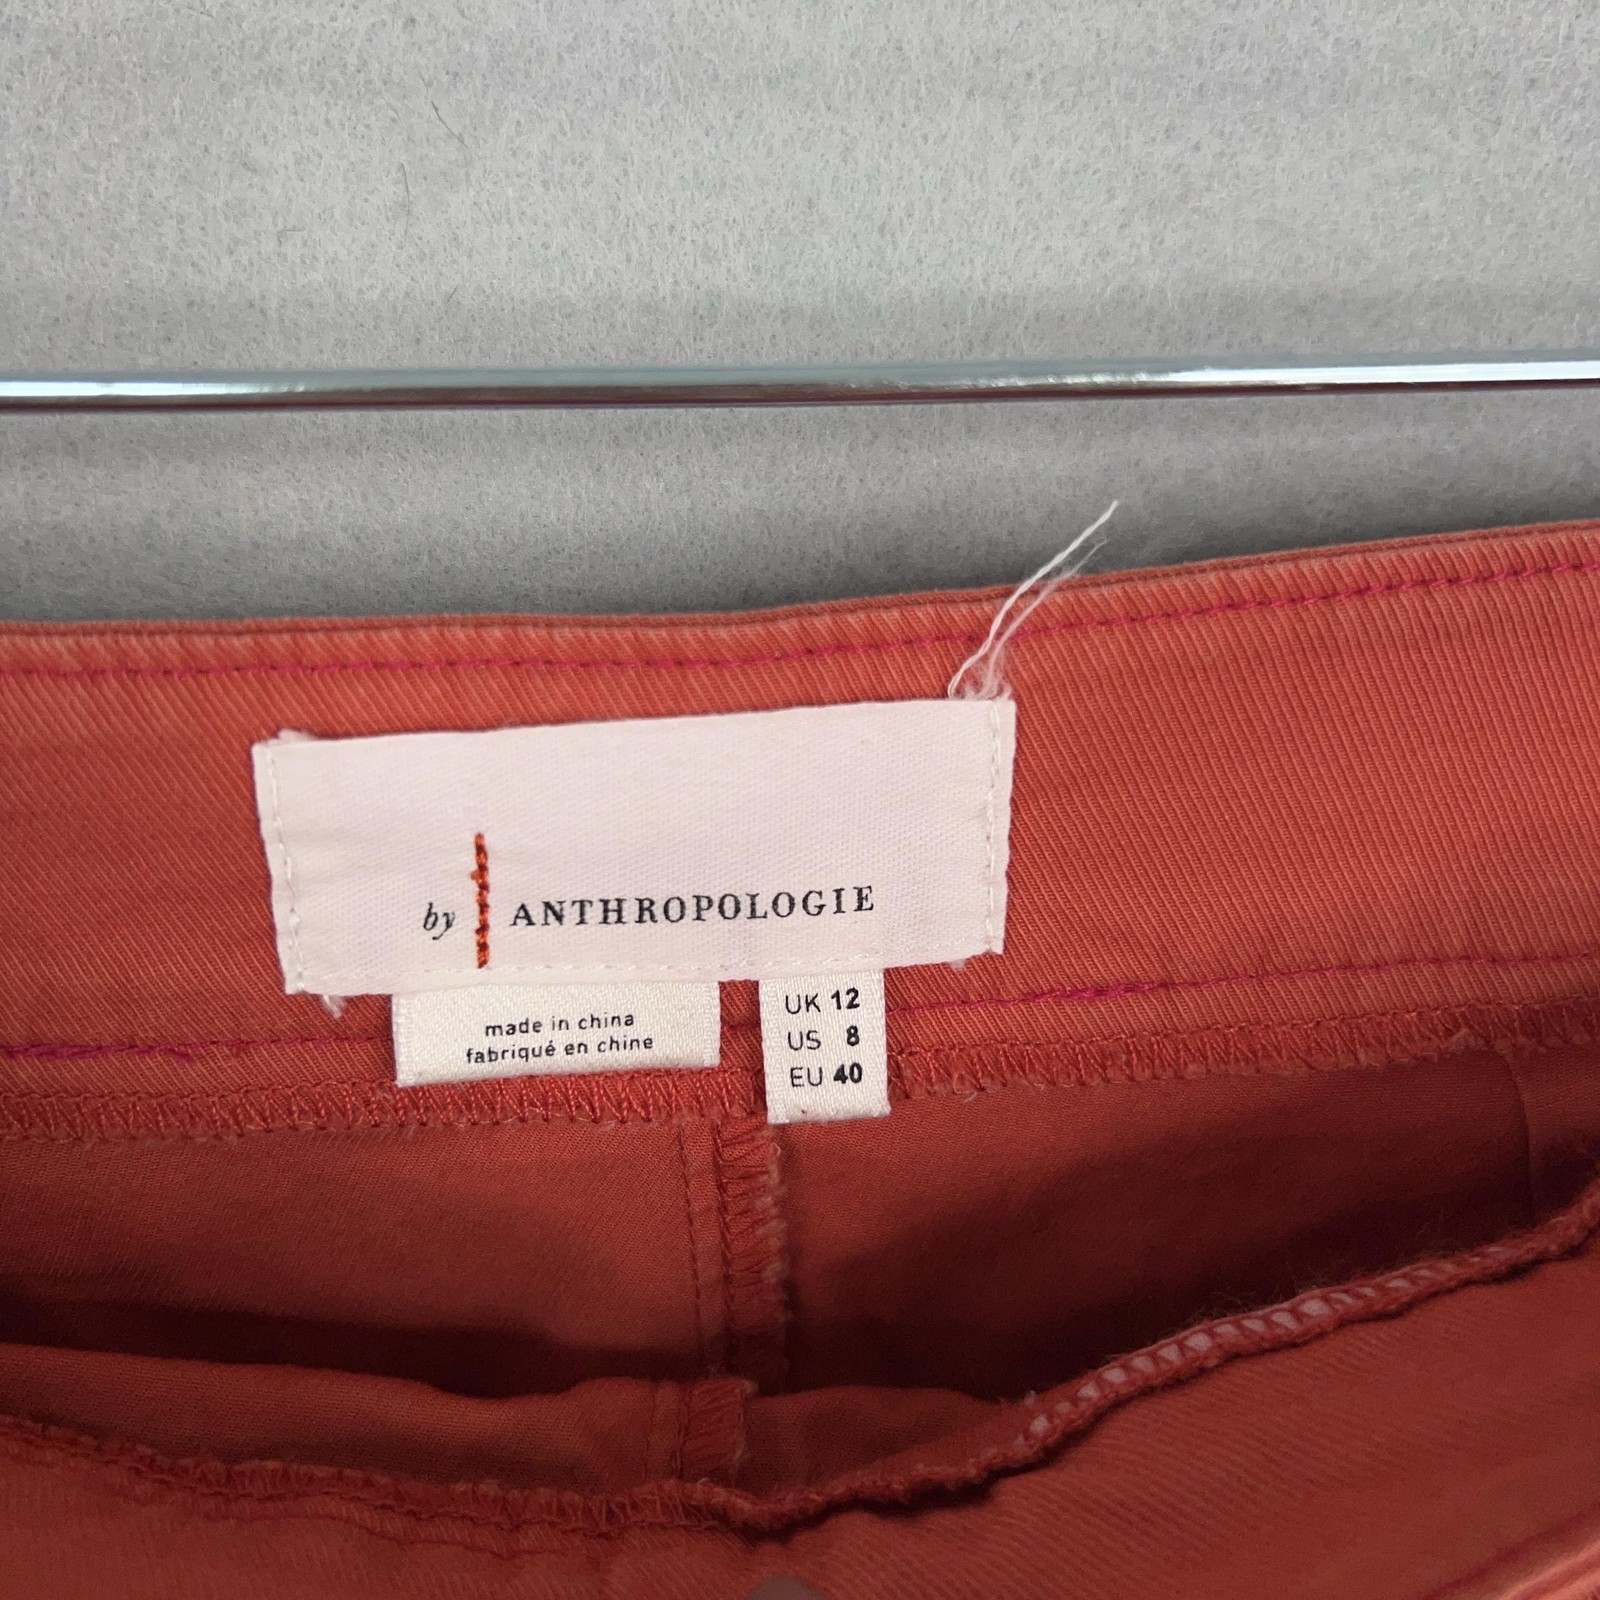 by ANTHROPOLOGIE
made in china
fabriqué en chine
UK 12
US 8
EU 40